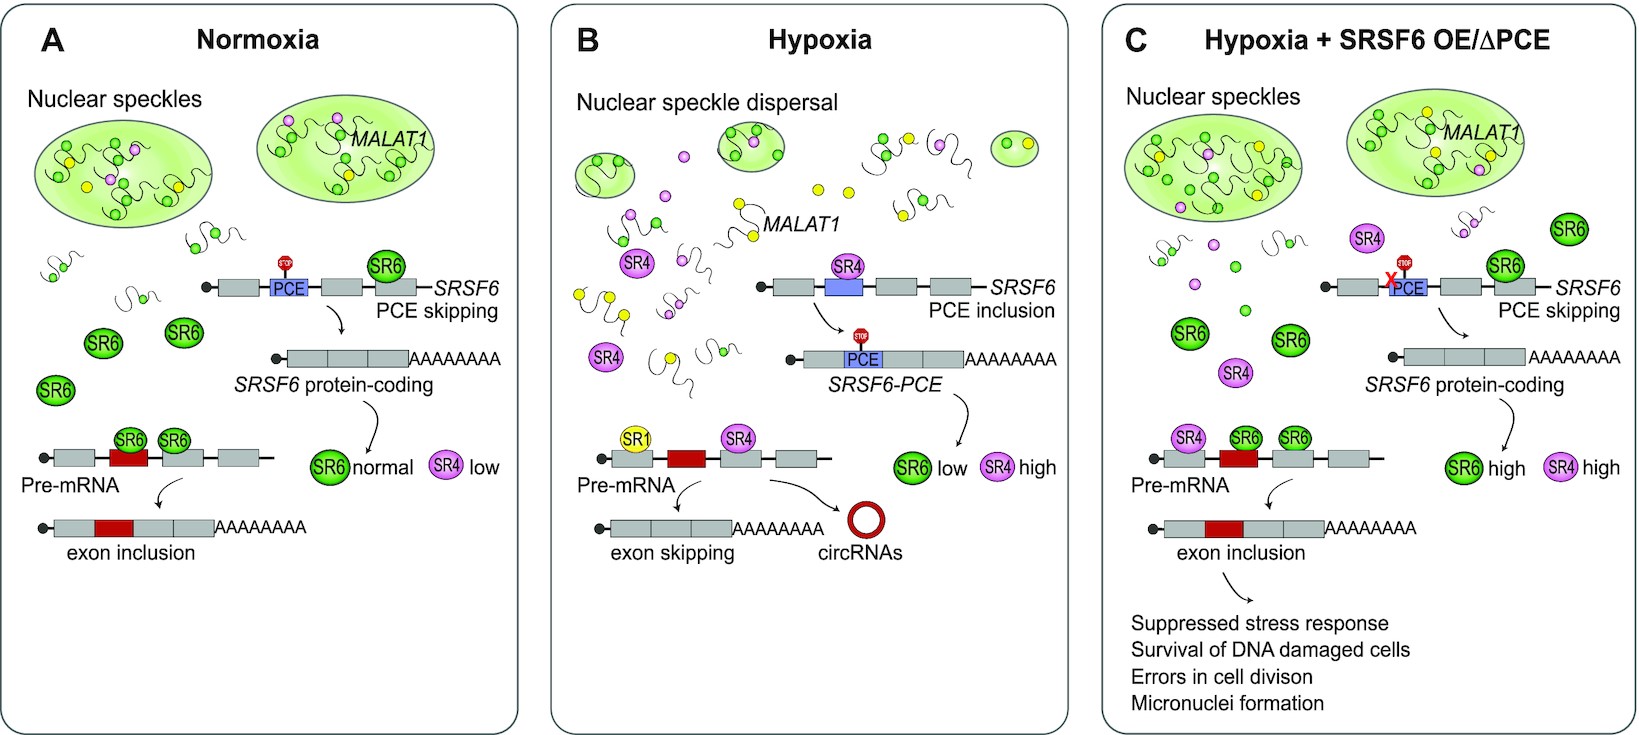 A Normoxia
Nuclear speckles
MALAT1
SR6
STOP
PCE
SRSF6
PCE skipping
SR6
SR6
AAAAAAAA
SRSF6 protein-coding
SR6
SR6
SR6
SR6 normal SR4 low
Pre-mRNA
AAAAAAAA
exon inclusion
B Hypoxia
Nuclear speckle dispersal
MALAT1
SR4
SR4
SRSF6
PCE inclusion
STOP
SR4
PCE
AAAAAAAA
SRSF6-PCE
SR1
SR4
SR6 low SR4 high
Pre-mRNA
AAAAAAAA
exon skipping
circRNAs
C Hypoxia + SRSF6 OE/ΔPCE
Nuclear speckles
MALAT1
SR4
SR6
SR6
STOP
X
PCE
SRSF6
PCE skipping
SR6
SR6
SR4
AAAAAAAA
SRSF6 protein-coding
SR4
SR6
SR6
SR6 high SR4 high
Pre-mRNA
AAAAAAAA
exon inclusion
Suppressed stress response
Survival of DNA damaged cells
Errors in cell divison
Micronuclei formation